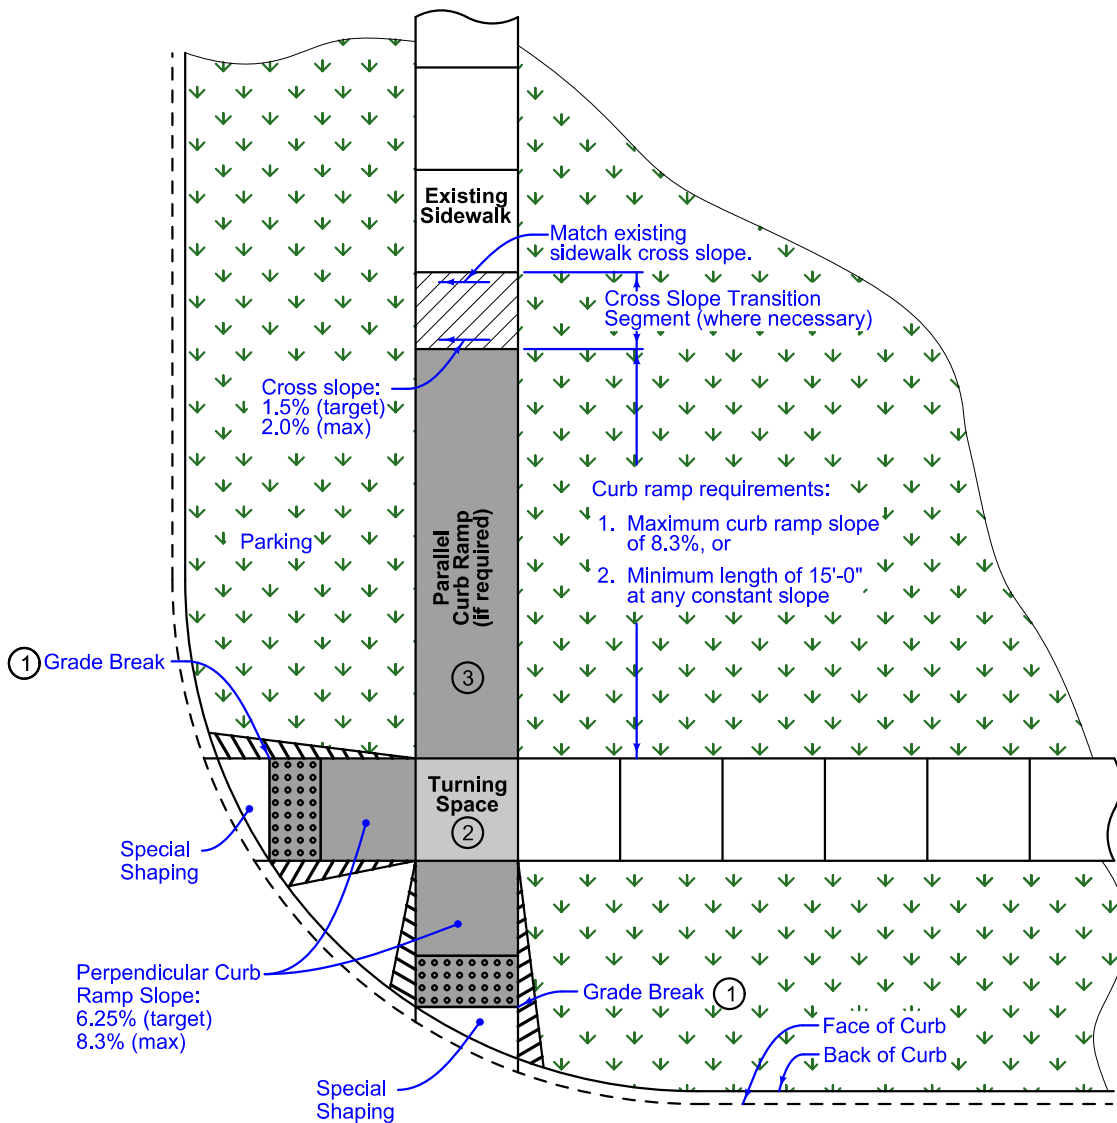 Existing
Sidewalk
Match existing
sidewalk cross slope.
Cross Slope Transition
Segment (where necessary)
Cross slope:
1.5% (target)
2.0% (max)
Curb ramp requirements:
1. Maximum curb ramp slope
of 8.3%, or
2. Minimum length of 15'-0"
at any constant slope
Parking
Parallel
Curb Ramp
(if required)
3
1 Grade Break
Turning
Space
2
Special
Shaping
Perpendicular Curb
Ramp Slope:
6.25% (target)
8.3% (max)
Grade Break 1
Face of Curb
Back of Curb
Special
Shaping